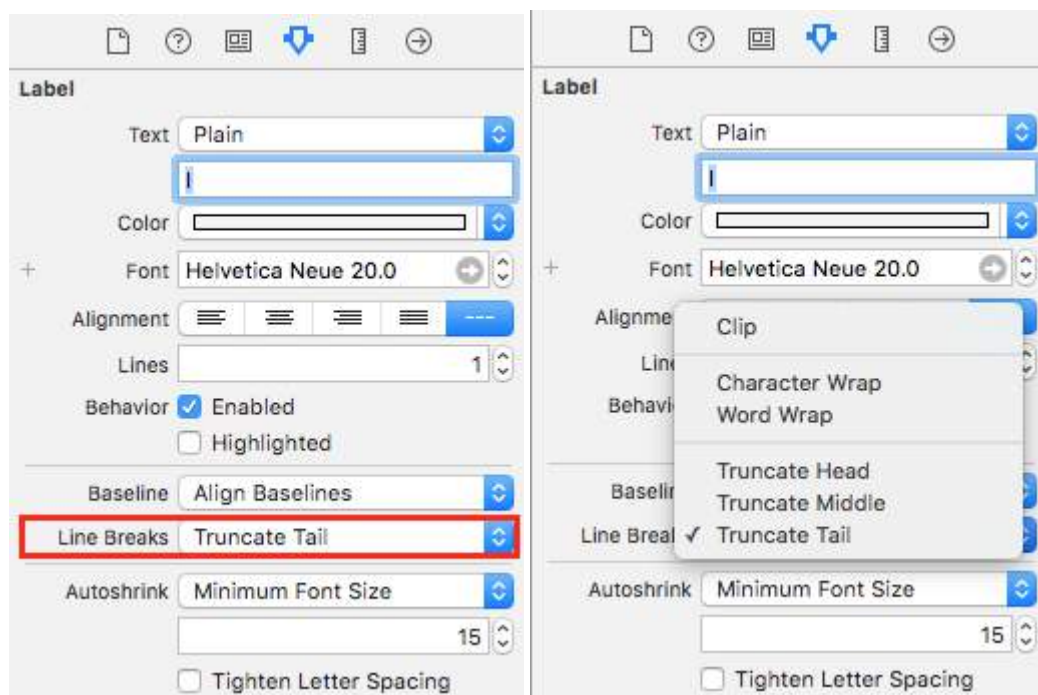 Label
Text Plain
l
Color
+ Font Helvetica Neue 20.0
Alignment
Lines 1
Behavior Enabled
Highlighted
Baseline Align Baselines
Line Breaks Truncate Tail
Autoshrink Minimum Font Size
15
Tighten Letter Spacing
Label
Text Plain
l
Color
+ Font Helvetica Neue 20.0
Alignme
Line
Behavi
Baselin
Line Breal
Clip
Character Wrap
Word Wrap
Truncate Head
Truncate Middle
✓ Truncate Tail
Autoshrink Minimum Font Size
15
Tighten Letter Spacing